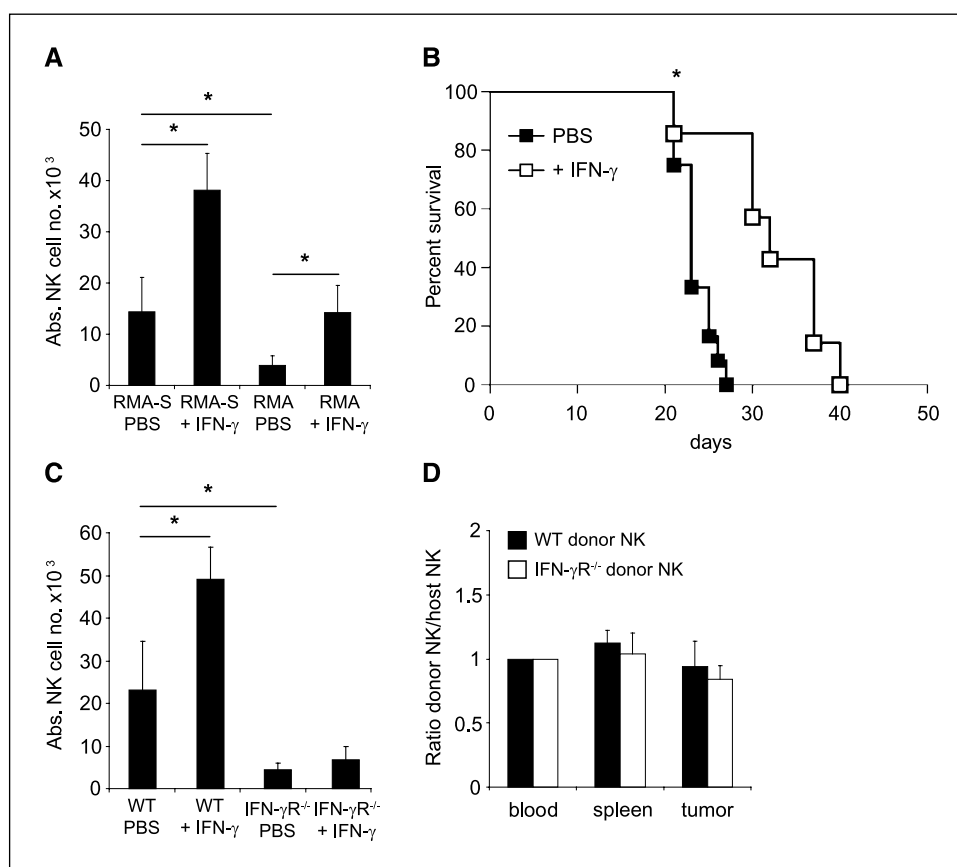 A
Abs. NK cell no. x10³
50
40
30
20
10
0
*
*
*
RMA-S PBS
RMA-S + IFN-γ
RMA PBS
RMA + IFN-γ
B
Percent survival
100
80
60
40
20
0
*
PBS
+ IFN-γ
0 10 20 30 40 50
days
C
Abs. NK cell no. x10³
60
50
40
30
20
10
0
*
*
WT PBS
WT + IFN-γ
IFN-γR⁻/⁻ PBS
IFN-γR⁻/⁻ + IFN-γ
D
Ratio donor NK/host NK
2
1.5
1
0.5
0
WT donor NK
IFN-γR⁻/⁻ donor NK
blood spleen tumor